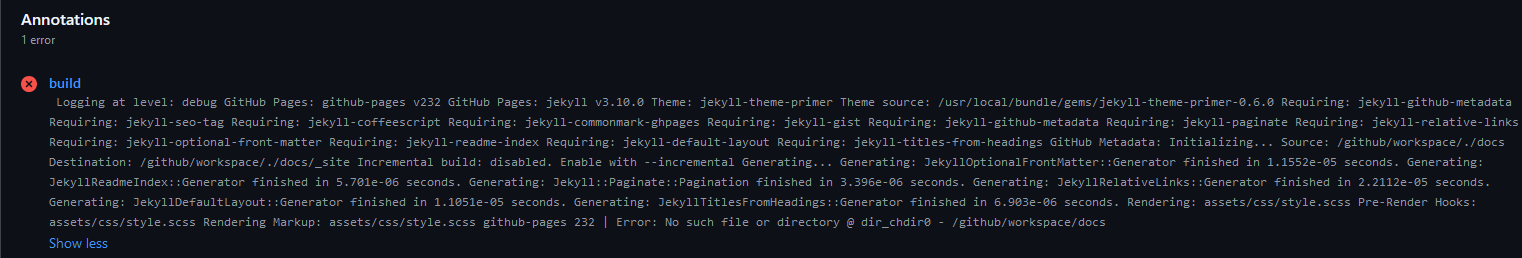 Annotations
1 error
build
Logging at level: debug GitHub Pages: github-pages v232 GitHub Pages: jekyll v3.10.0 Theme: jekyll-theme-primer Theme source: /usr/local/bundle/gems/jekyll-theme-primer-0.6.0 Requiring: jekyll-github-metadata
Requiring: jekyll-seo-tag Requiring: jekyll-coffeescript Requiring: jekyll-commonmark-ghpages Requiring: jekyll-gist Requiring: jekyll-github-metadata Requiring: jekyll-paginate Requiring: jekyll-relative-links
Requiring: jekyll-optional-front-matter Requiring: jekyll-readme-index Requiring: jekyll-default-layout Requiring: jekyll-titles-from-headings GitHub Metadata: Initializing... Source: /github/workspace/./docs
Destination: /github/workspace/./docs/_site Incremental build: disabled. Enable with --incremental Generating... Generating: JekyllOptionalFrontMatter::Generator finished in 1.1552e-05 seconds. Generating:
JekyllReadmeIndex::Generator finished in 5.701e-06 seconds. Generating: Jekyll::Paginate::Pagination finished in 3.396e-06 seconds. Generating: JekyllRelativeLinks::Generator finished in 2.2112e-05 seconds.
Generating: JekyllDefaultLayout::Generator finished in 1.1051e-05 seconds. Generating: JekyllTitlesFromHeadings::Generator finished in 6.903e-06 seconds. Rendering: assets/css/style.scss Pre-Render Hooks:
assets/css/style.scss Rendering Markup: assets/css/style.scss github-pages 232 | Error: No such file or directory @ dir_chdir0 - /github/workspace/docs
Show less